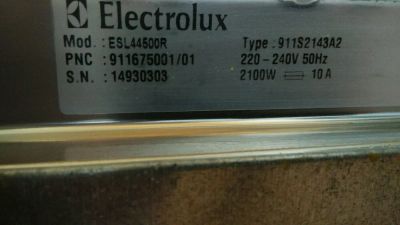 Electrolux
Mod. : ESL44500R Type : 911S2143A2
PNC : 911675001/01 220-240V 50Hz
S.N. : 14930303 2100W 10A